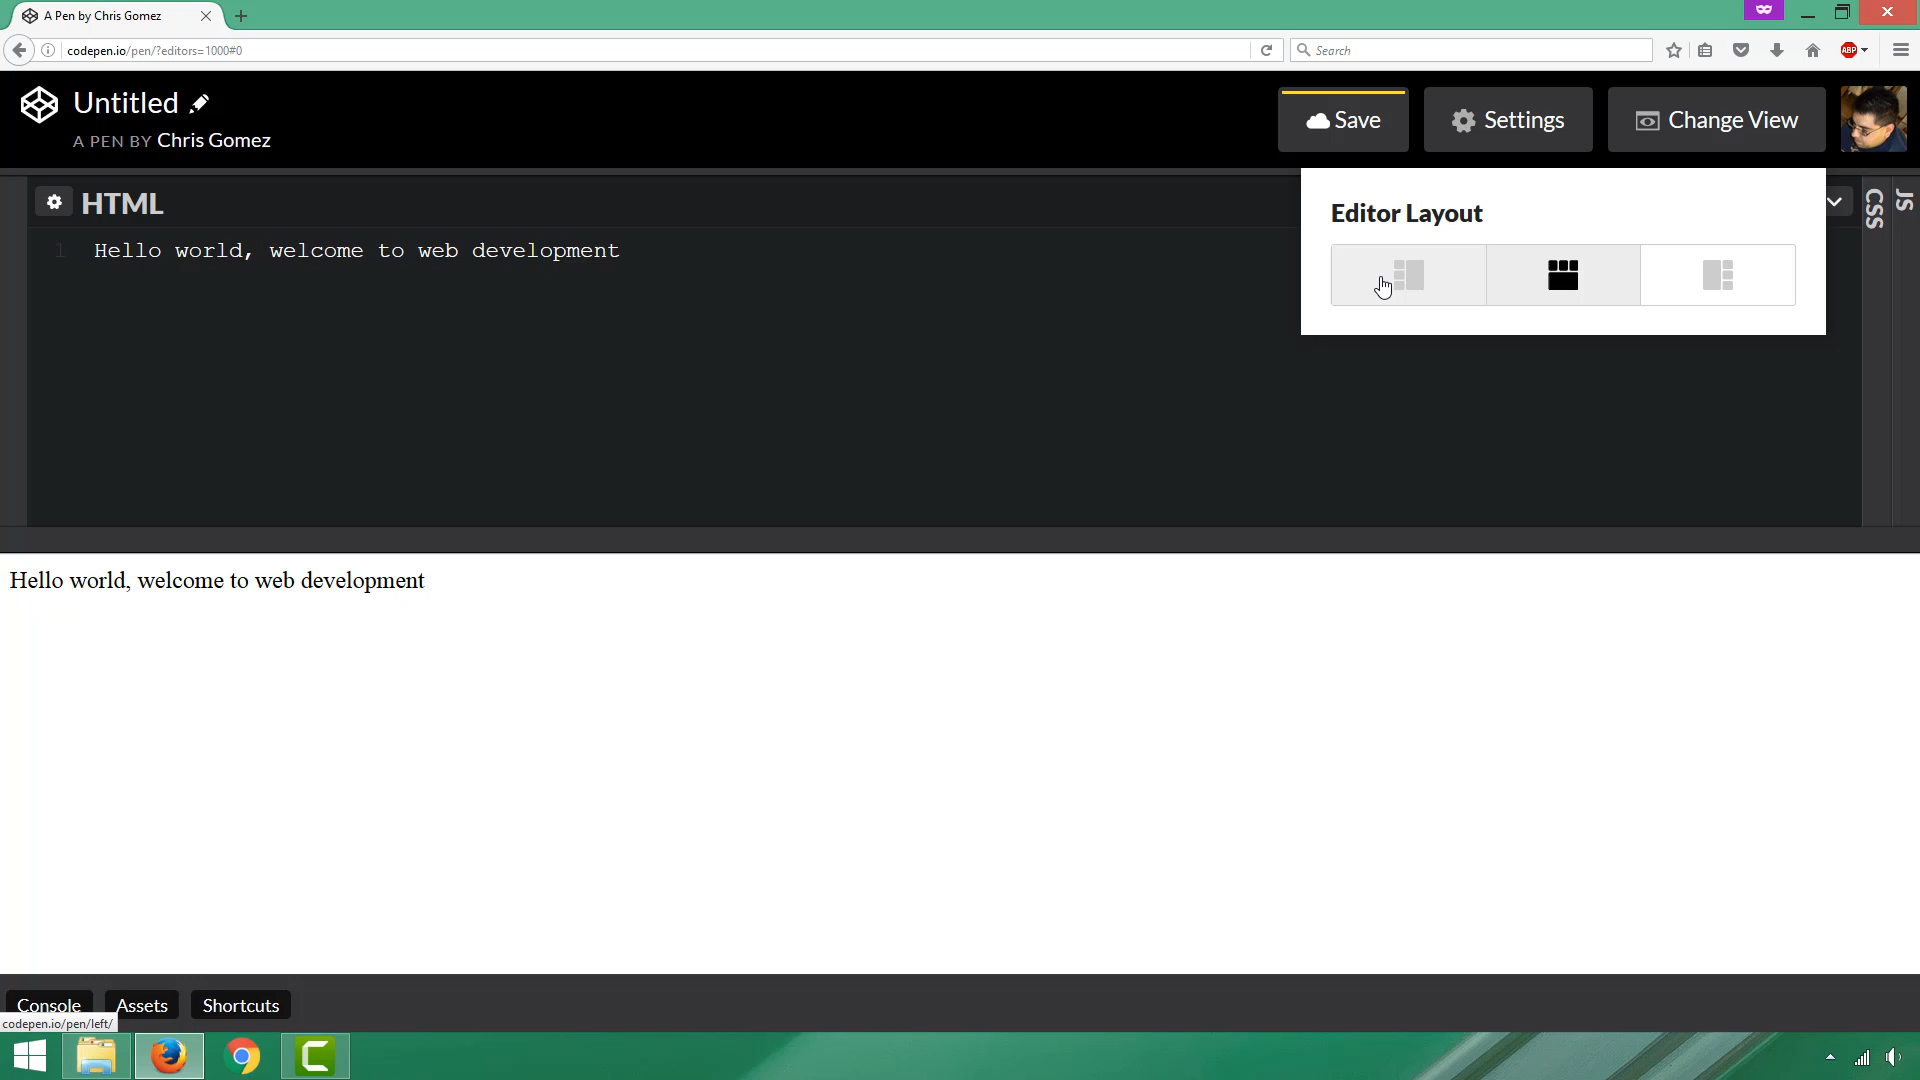 A Pen by Chris Gomez
codepen.io/pen/?editors=1000#0
Search
ABP
Untitled
A PEN BY Chris Gomez
Save
Settings
Change View
HTML
CSS
JS
Editor Layout
1 Hello world, welcome to web development
Hello world, welcome to web development
Console
Assets
Shortcuts
codepen.io/pen/left/